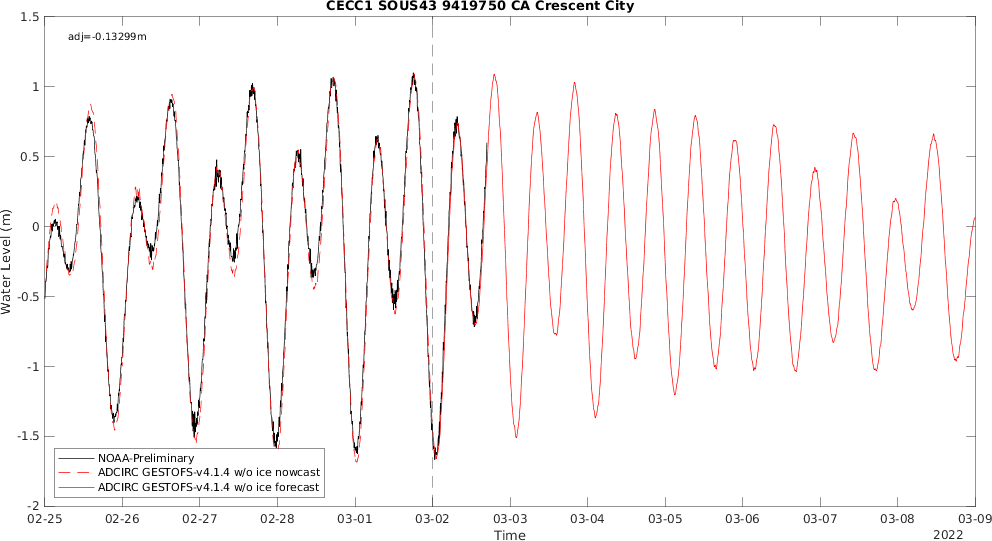 CECC1 SOUS43 9419750 CA Crescent City
adj=-0.13299m
1.5
1
0.5
0
-0.5
-1
-1.5
-2
Water Level (m)
NOAA-Preliminary
ADCIRC GESTOFS-v4.1.4 w/o ice nowcast
ADCIRC GESTOFS-v4.1.4 w/o ice forecast
02-25 02-26 02-27 02-28 03-01 03-02 03-03 03-04 03-05 03-06 03-07 03-08 03-09
Time
2022